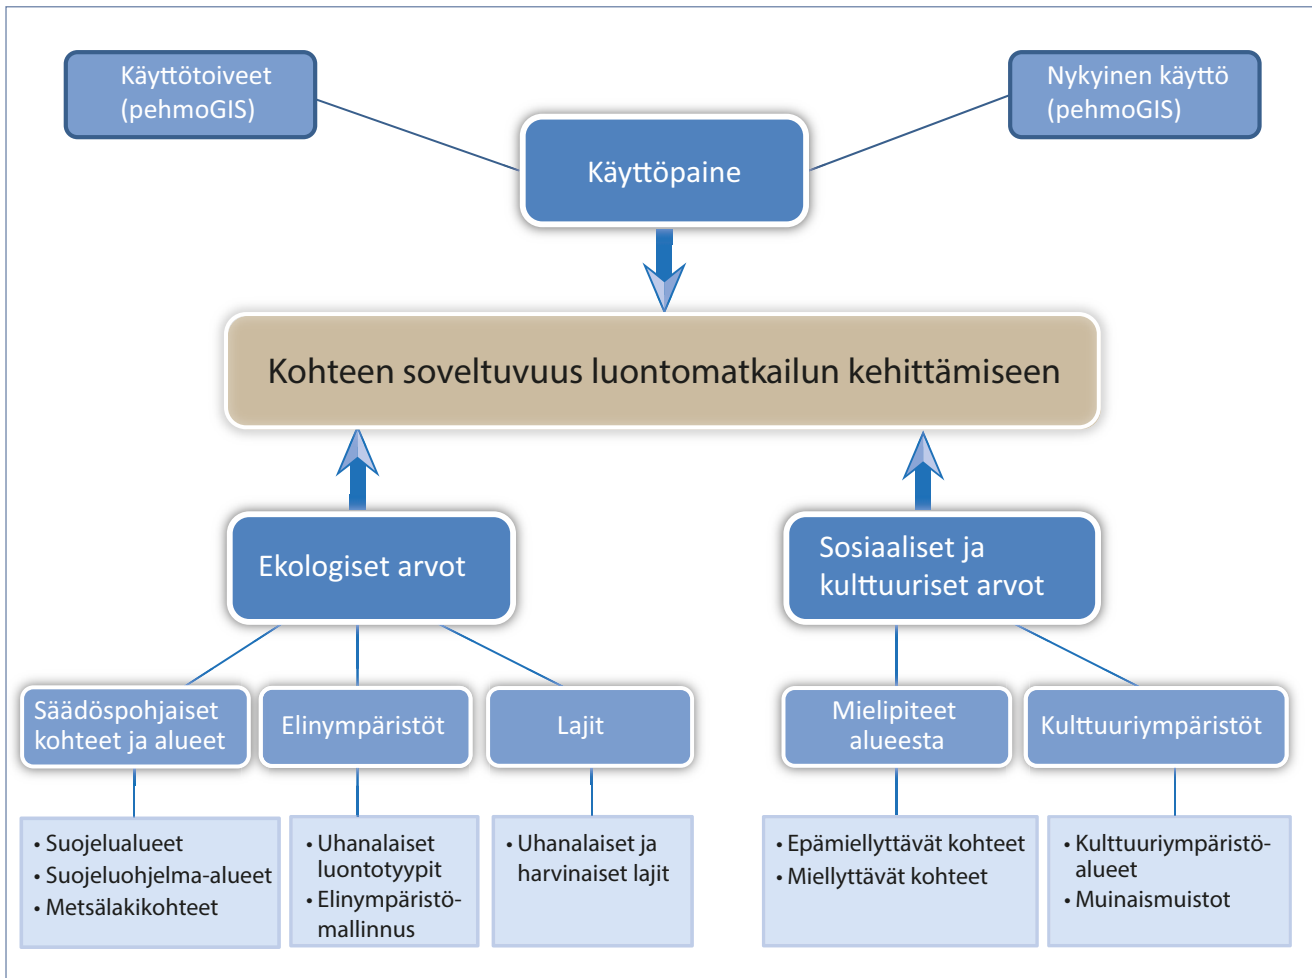 Käyttötoiveet
(pehmoGIS)
Nykyinen käyttö
(pehmoGIS)
Käyttöpaine
Kohteen soveltuvuus luontomatkailun kehittämiseen
Ekologiset arvot
Sosiaaliset ja
kulttuuriset arvot
Säädöspohjaiset
kohteet ja alueet
Elinympäristöt
Lajit
Mielipiteet
alueesta
Kulttuuriympäristöt
• Suojelualueet
• Suojeluohjelma-alueet
• Metsälakikohteet
• Uhanalaiset
luontotyypit
• Elinympäristö-
mallinnus
• Uhanalaiset ja
harvinaiset lajit
• Epämiellyttävät kohteet
• Miellyttävät kohteet
• Kulttuuriympäristö-
alueet
• Muinaismuistot